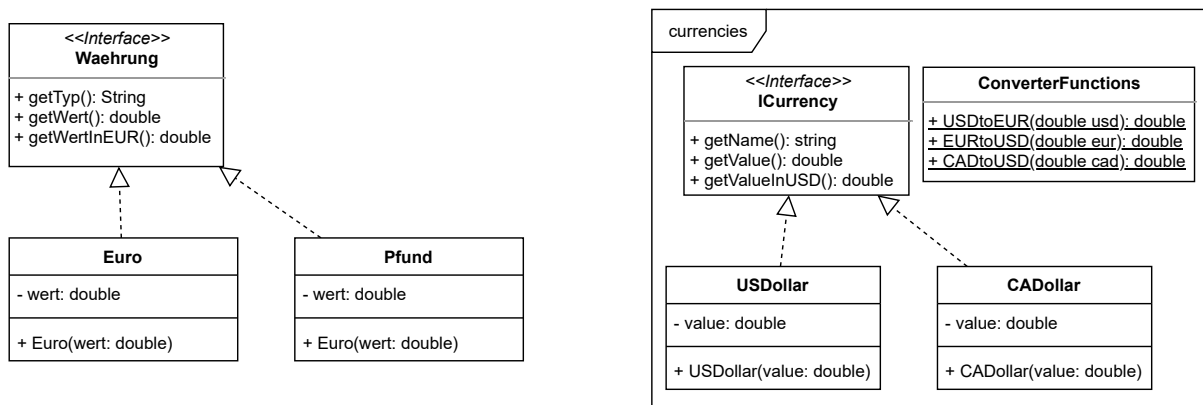 <<Interface>>
Waehrung
+ getTyp(): String
+ getWert(): double
+ getWertInEUR(): double
Euro
- wert: double
+ Euro(wert: double)
Pfund
- wert: double
+ Euro(wert: double)
currencies
<<Interface>>
ICurrency
+ getName(): string
+ getValue(): double
+ getValueInUSD(): double
ConverterFunctions
+ USDtoEUR(double usd): double
+ EURtoUSD(double eur): double
+ CADtoUSD(double cad): double
USDollar
- value: double
+ USDollar(value: double)
CADollar
- value: double
+ CADollar(value: double)